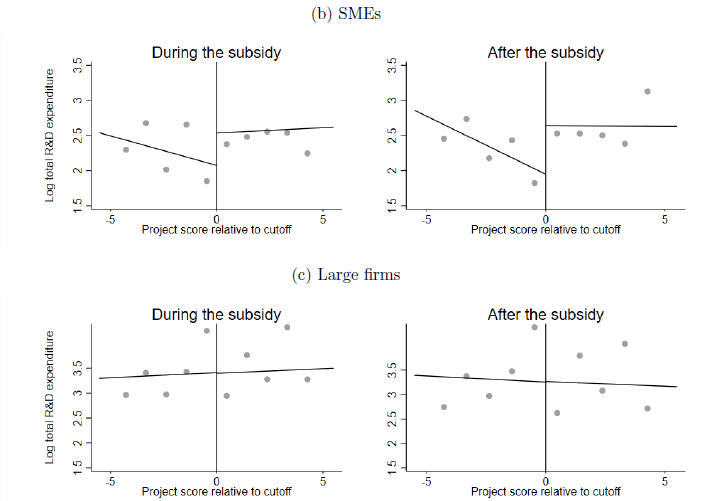 (b) SMEs
During the subsidy
After the subsidy
Log total R&D expenditure
3.5
3
2.5
2
1.5
-5
0
5
Project score relative to cutoff
3.5
3
2.5
2
1.5
-5
0
5
Project score relative to cutoff
(c) Large firms
During the subsidy
After the subsidy
Log total R&D expenditure
3.5
3
2.5
2
1.5
-5
0
5
Project score relative to cutoff
3.5
3
2.5
2
1.5
-5
0
5
Project score relative to cutoff